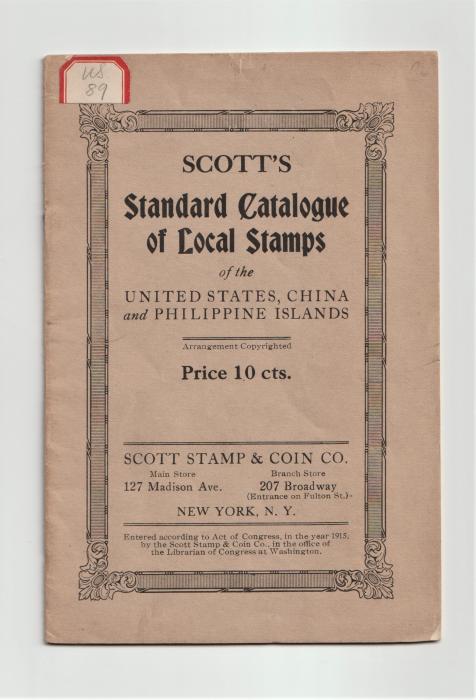 US
89
SCOTT'S
Standard Catalogue
of Local Stamps
of the
UNITED STATES, CHINA
and PHILIPPINE ISLANDS
Arrangement Copyrighted
Price 10 cts.
SCOTT STAMP & COIN CO.
Main Store Branch Store
127 Madison Ave. 207 Broadway
(Entrance on Fulton St.)
NEW YORK, N. Y.
Entered according to Act of Congress, in the year 1915,
by the Scott Stamp & Coin Co., in the office of
the Librarian of Congress at Washington.